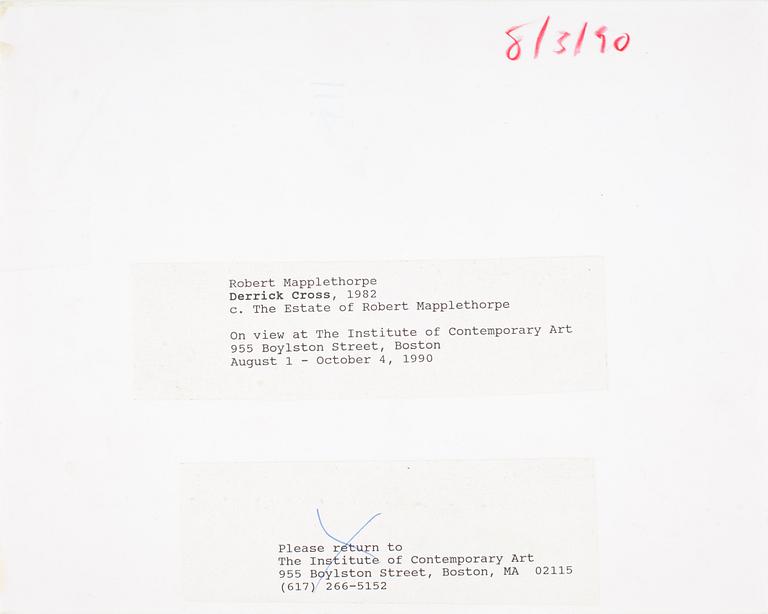 8/3/90
Robert Mapplethorpe
Derrick Cross, 1982
c. The Estate of Robert Mapplethorpe
On view at The Institute of Contemporary Art
955 Boylston Street, Boston
August 1 - October 4, 1990
Please return to
The Institute of Contemporary Art
955 Boylston Street, Boston, MA  02115
(617) 266-5152